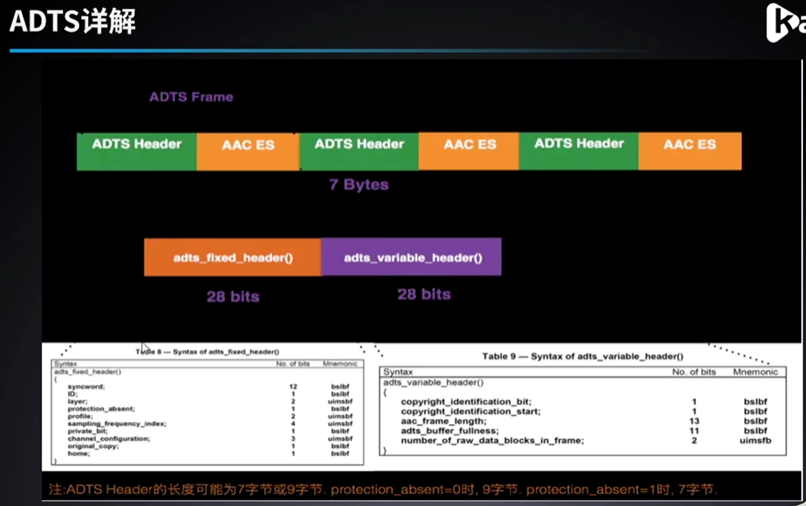 ADTS详解
ADTS Frame
ADTS Header AAC ES ADTS Header AAC ES ADTS Header AAC ES
7 Bytes
adts_fixed_header() adts_variable_header()
28 bits 28 bits
Table 8 — Syntax of adts_fixed_header()
Syntax No. of bits Mnemonic
adts_fixed_header()
{
syncword; 12 bslbf
ID; 1 bslbf
layer; 2 uimsbf
protection_absent; 1 bslbf
profile; 2 uimsbf
sampling_frequency_index; 4 uimsbf
private_bit; 1 bslbf
channel_configuration; 3 uimsbf
original_copy; 1 bslbf
home; 1 bslbf
}
Table 9 — Syntax of adts_variable_header()
Syntax No. of bits Mnemonic
adts_variable_header()
{
copyright_identification_bit; 1 bslbf
copyright_identification_start; 1 bslbf
aac_frame_length; 13 bslbf
adts_buffer_fullness; 11 bslbf
number_of_raw_data_blocks_in_frame; 2 uimsfb
}
注:ADTS Header的长度可能为7字节或9字节. protection_absent=0时, 9字节. protection_absent=1时, 7字节.